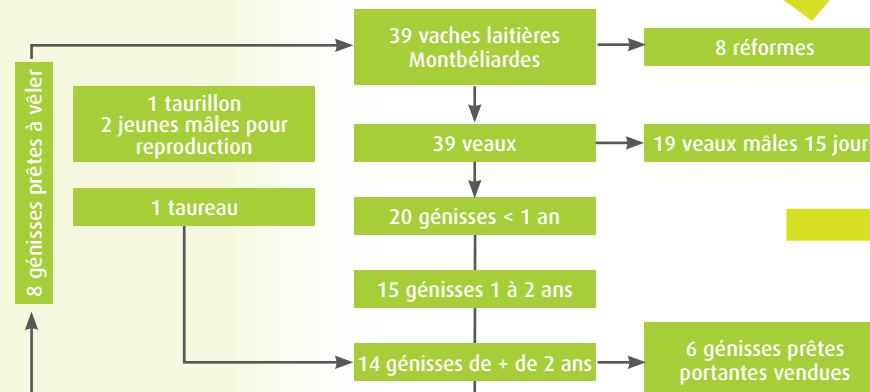 39 vaches laitières
Montbéliardes
8 réformes
8 génisses prêtes à vêler
1 taurillon
2 jeunes mâles pour
reproduction
39 veaux
19 veaux mâles 15 jour
1 taureau
20 génisses < 1 an
15 génisses 1 à 2 ans
14 génisses de + de 2 ans
6 génisses prêtes
portantes vendues